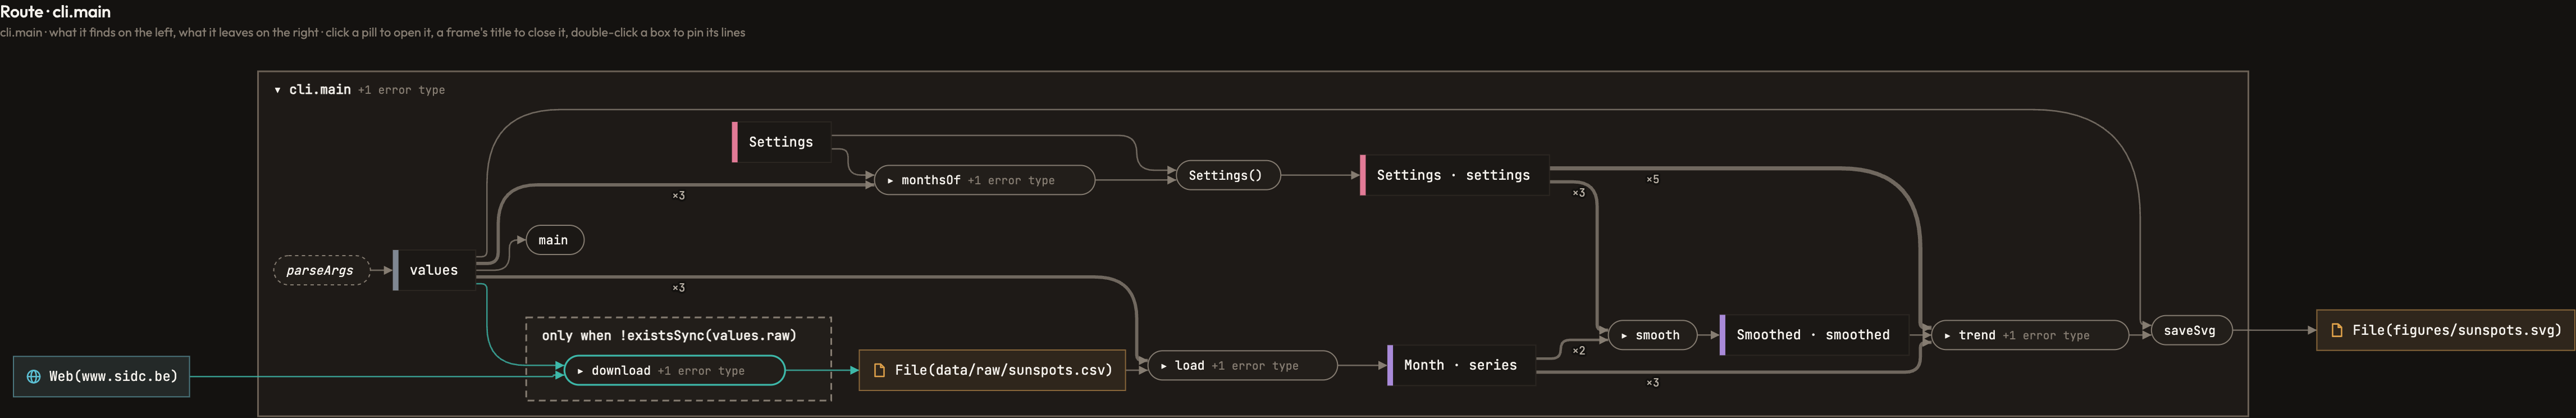 Route · cli.main
cli.main · what it finds on the left, what it leaves on the right · click a pill to open it, a frame's title to close it, double-click a box to pin its lines
▼ cli.main +1 error type
Settings
▸ monthsOf +1 error type
Settings()
Settings · settings
×5
×3
×3
main
parseArgs
values
×3
only when !existsSync(values.raw)
▸ smooth
Smoothed · smoothed
▸ trend +1 error type
saveSvg
File(figures/sunspots.svg)
×2
Web(www.sidc.be)
▸ download +1 error type
File(data/raw/sunspots.csv)
▸ load +1 error type
Month · series
×3